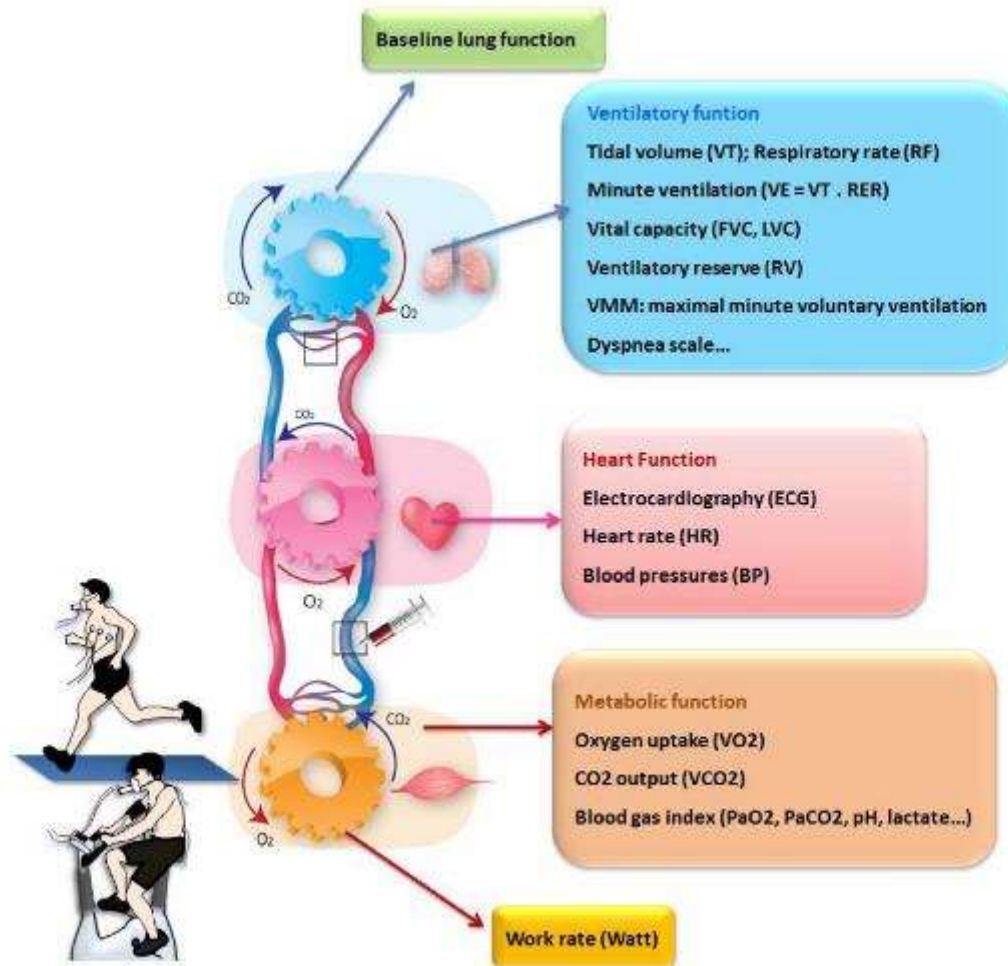 Baseline lung function
Ventilatory funtion
Tidal volume (VT); Respiratory rate (RF)
Minute ventilation (VE = VT . RER)
Vital capacity (FVC, LVC)
Ventilatory reserve (RV)
VMM: maximal minute voluntary ventilation
Dyspnea scale...
CO₂
O₂
CO₂
Heart Function
Electrocardiography (ECG)
Heart rate (HR)
Blood pressures (BP)
O₂
Metabolic function
Oxygen uptake (VO2)
CO2 output (VCO2)
Blood gas index (PaO2, PaCO2, pH, lactate...)
CO₂
O₂
Work rate (Watt)